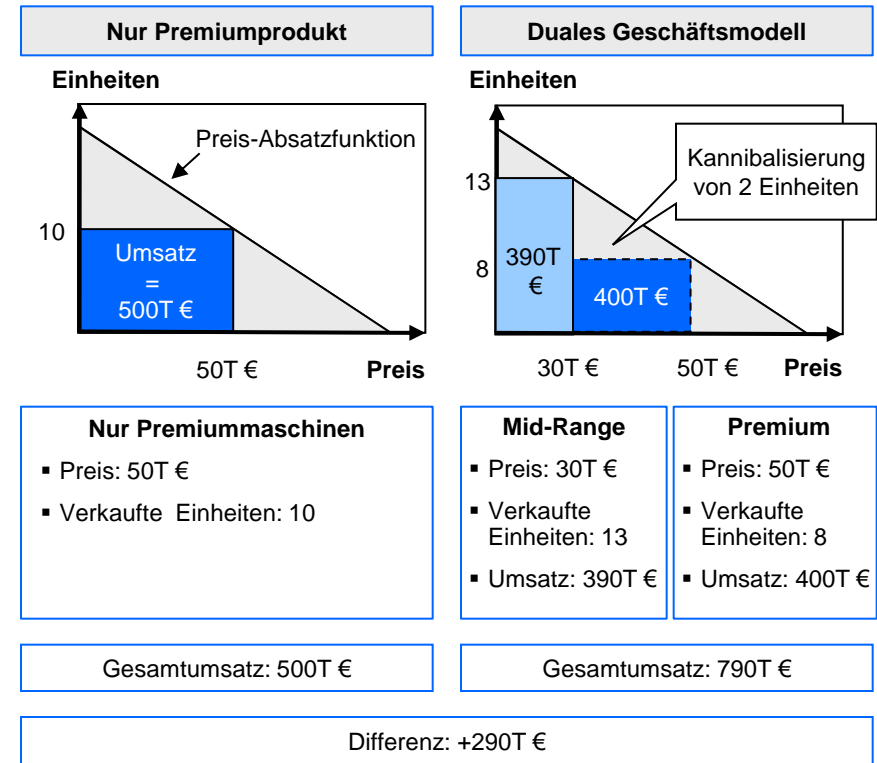 Nur Premiumprodukt
Einheiten
Preis-Absatzfunktion
10
Umsatz
=
500T €
50T €
Preis
Duales Geschäftsmodell
Einheiten
Kannibalisierung
von 2 Einheiten
13
8
390T
€
400T €
30T €
50T €
Preis
Nur Premiummaschinen
▪ Preis: 50T €
▪ Verkaufte Einheiten: 10
Mid-Range
▪ Preis: 30T €
▪ Verkaufte
Einheiten: 13
▪ Umsatz: 390T €
Premium
▪ Preis: 50T €
▪ Verkaufte
Einheiten: 8
▪ Umsatz: 400T €
Gesamtumsatz: 500T €
Gesamtumsatz: 790T €
Differenz: +290T €